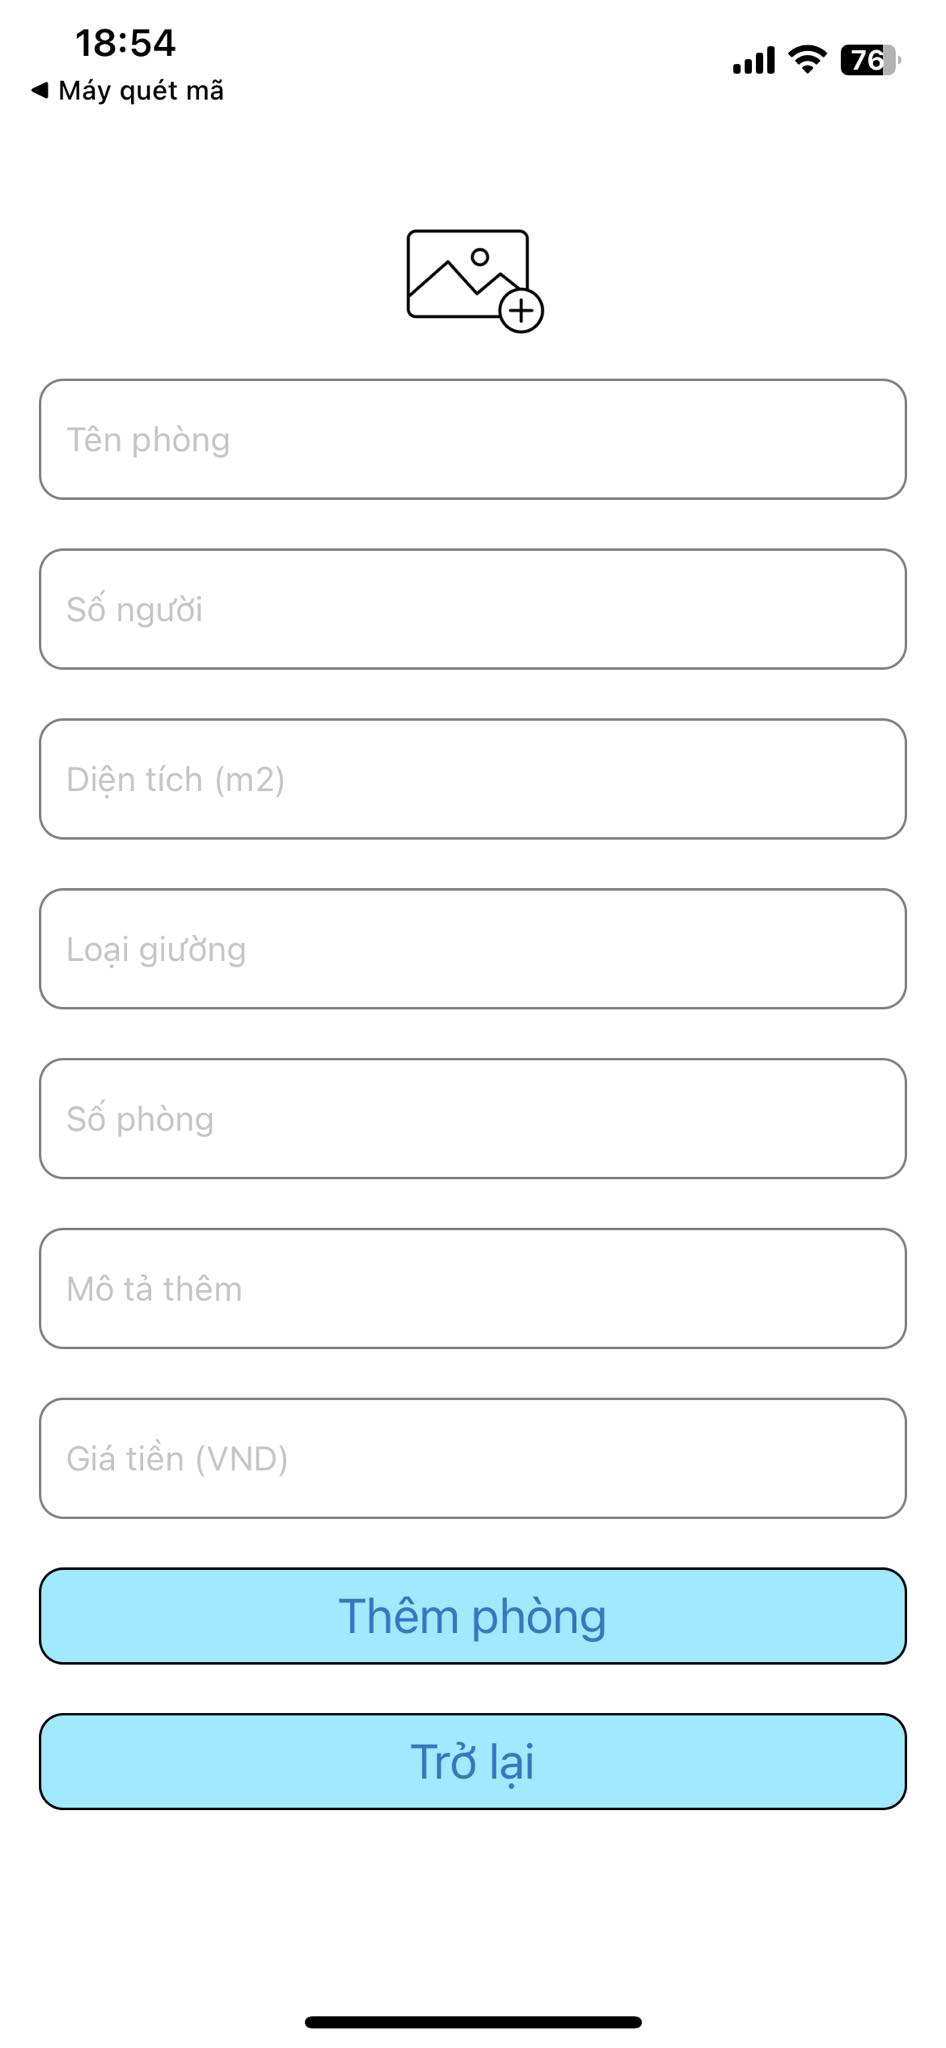 18:54
76
◀ Máy quét mã
Tên phòng
Số người
Diện tích (m2)
Loại giường
Số phòng
Mô tả thêm
Giá tiền (VND)
Thêm phòng
Trở lại